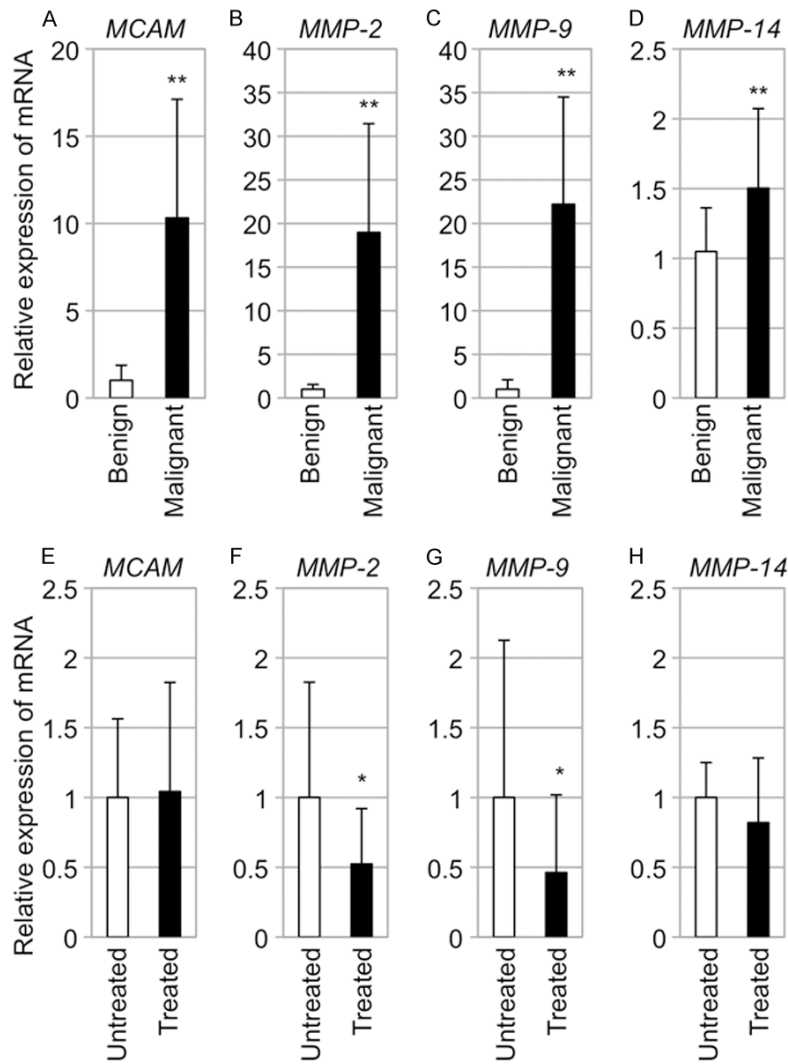 A MCAM B MMP-2 C MMP-9 D MMP-14
Relative expression of mRNA
20
15
10
5
0
Benign
Malignant
**
40
35
30
25
20
15
10
5
0
Benign
Malignant
**
40
35
30
25
20
15
10
5
0
Benign
Malignant
**
2.5
2
1.5
1
0.5
0
Benign
Malignant
**
E MCAM F MMP-2 G MMP-9 H MMP-14
Relative expression of mRNA
2.5
2
1.5
1
0.5
0
Untreated
Treated
2.5
2
1.5
1
0.5
0
Untreated
Treated
*
2.5
2
1.5
1
0.5
0
Untreated
Treated
*
2.5
2
1.5
1
0.5
0
Untreated
Treated